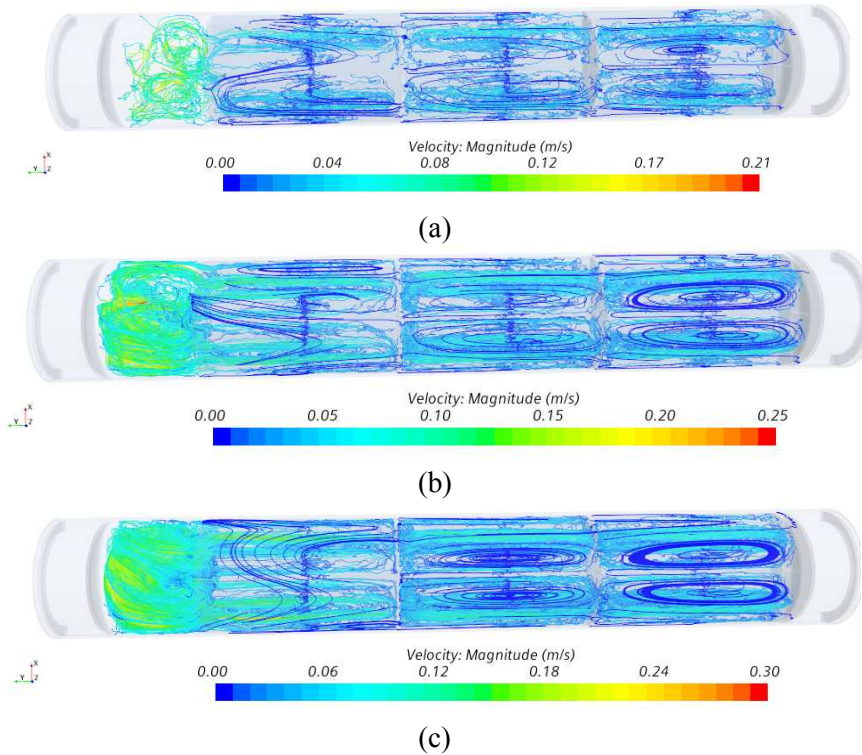 X
Y
Z
Velocity: Magnitude (m/s)
0.00 0.04 0.08 0.12 0.17 0.21
(a)
X
Y
Z
Velocity: Magnitude (m/s)
0.00 0.05 0.10 0.15 0.20 0.25
(b)
X
Y
Z
Velocity: Magnitude (m/s)
0.00 0.06 0.12 0.18 0.24 0.30
(c)